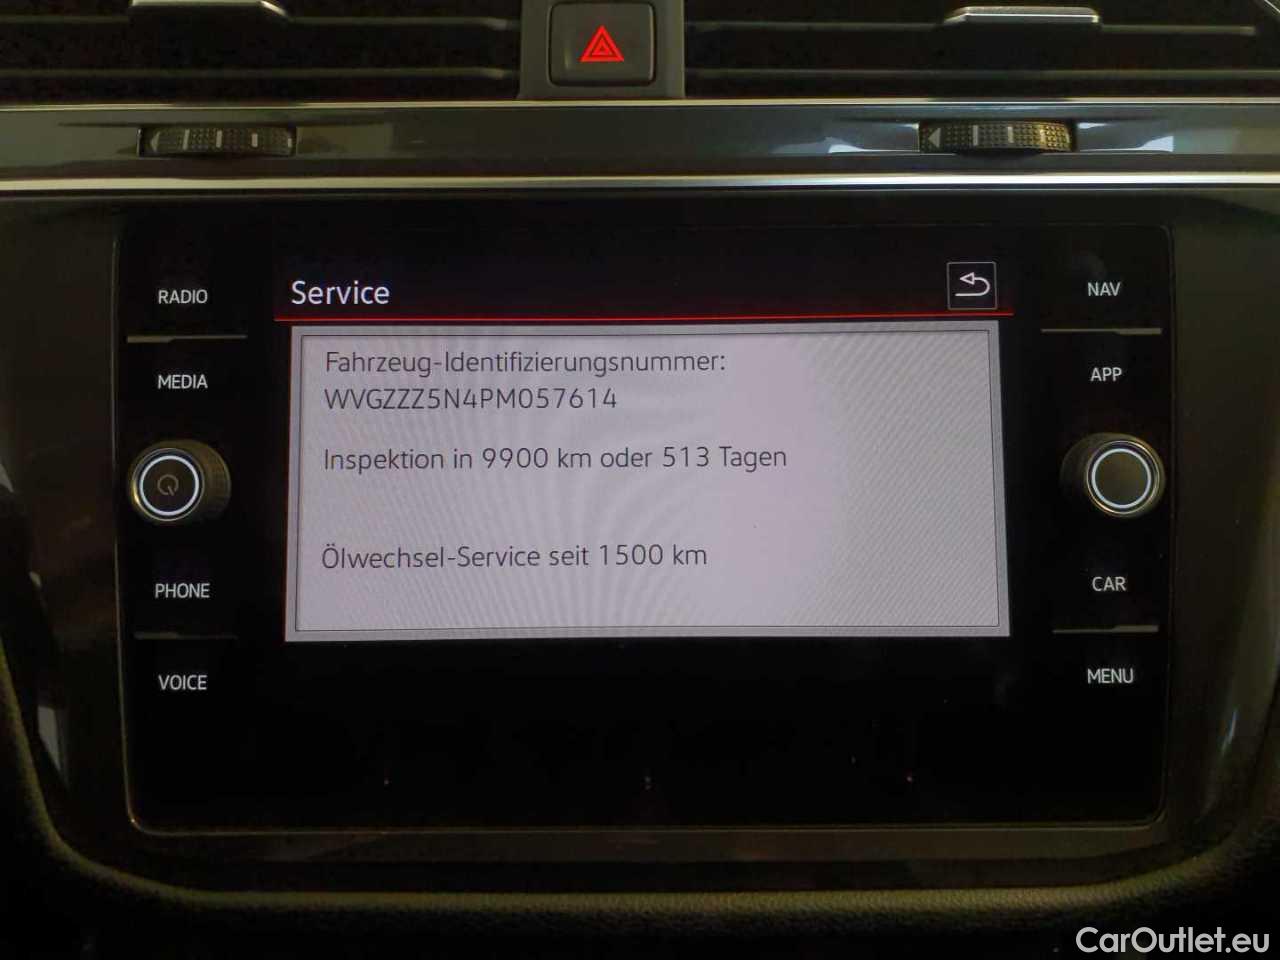 RADIO
MEDIA
PHONE
VOICE
Service
Fahrzeug-Identifizierungsnummer:
WVGZZZ5N4PM057614
Inspektion in 9900 km oder 513 Tagen
Ölwechsel-Service seit 1500 km
NAV
APP
CAR
MENU
CarOutlet.eu